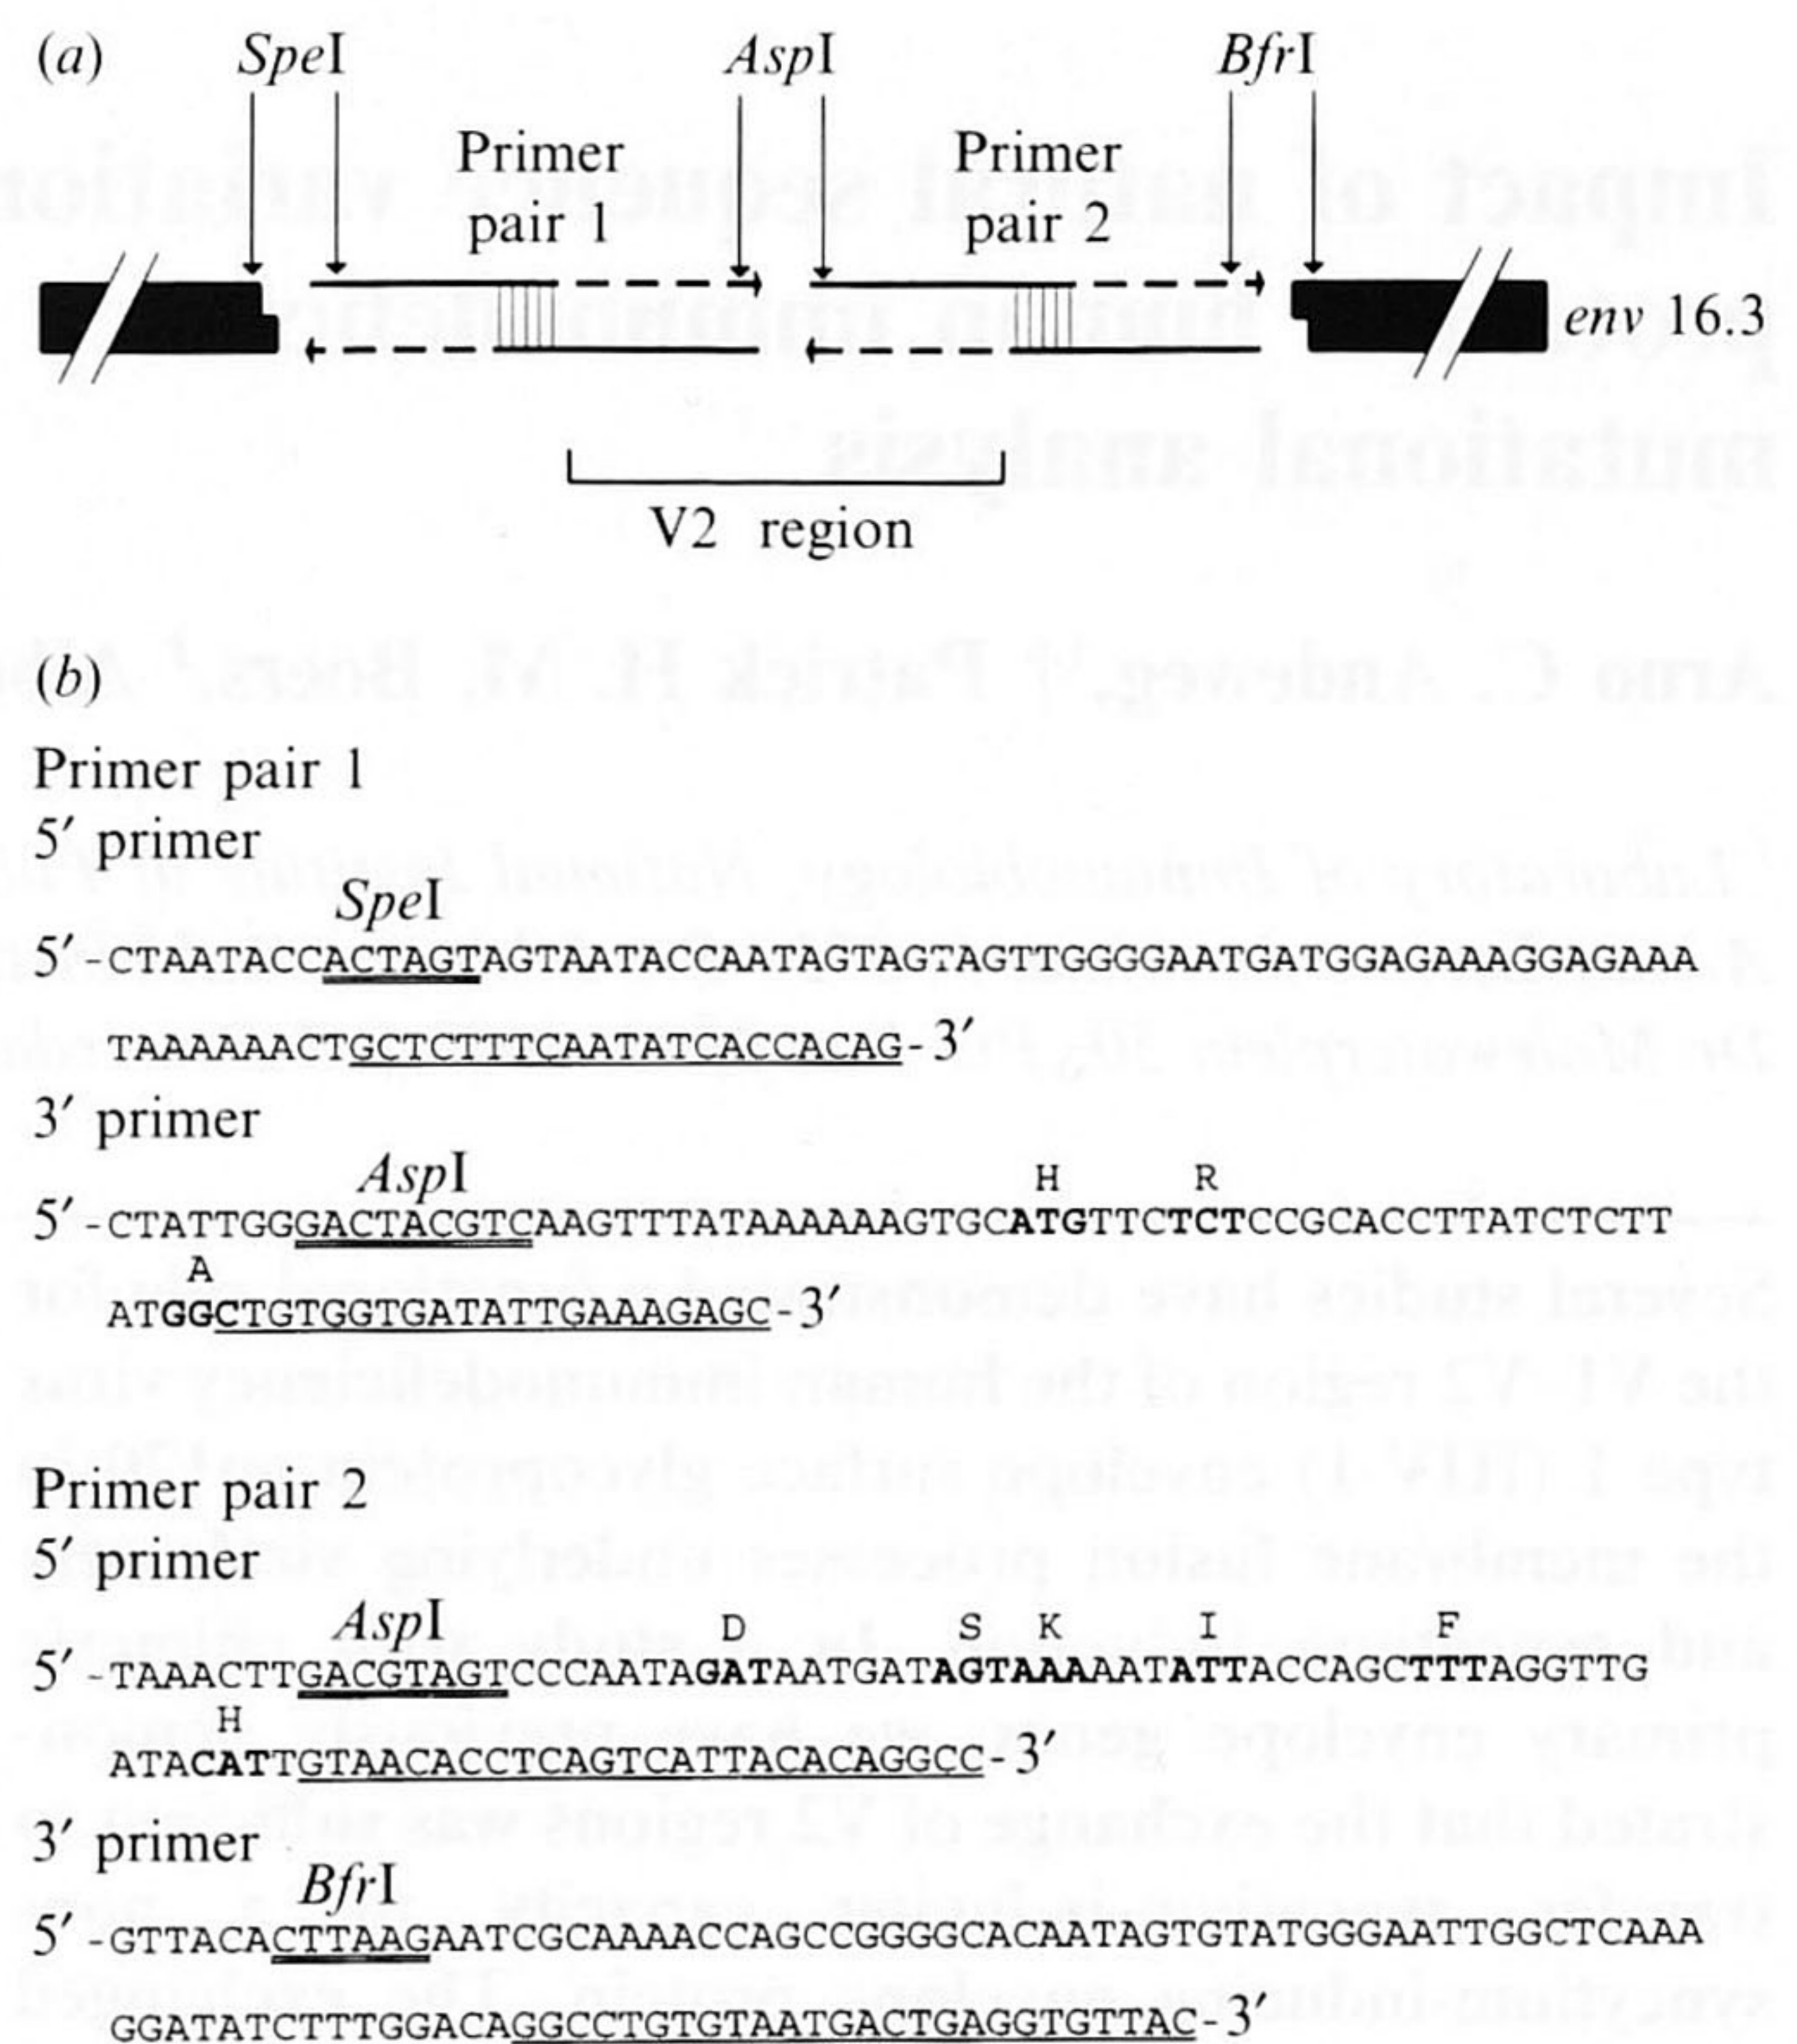 (a) SpeI AspI BfrI
Primer pair 1
Primer pair 2
env 16.3
V2 region
(b)
Primer pair 1
5′ primer
SpeI
5′-CTAATACCACTAGTAGTAATACCAATAGTAGTAGTTGGGGAATGATGGAGAAAGGAGAAA
TAAAAAACTGCTCTTTCAATATCACCACAG-3′
3′ primer
AspI H R
5′-CTATTGGGACTACGTCAAGTTTATAAAAAAGTGCATGTTCTCTCCGCACCTTATCTCTT
A
ATGGCTGTGGTGATATTGAAAGAGC-3′
Primer pair 2
5′ primer
AspI D S K I F
5′-TAAACTTGACGTAGTCCCAATAGATAATGATAGTAAAAATATTACCAGCTTTAGGTTG
H
ATACATTGTAACACCTCAGTCATTACACAGGCC-3′
3′ primer
BfrI
5′-GTTACACTTAAGAATCGCAAAACCAGCCGGGGCACAATAGTGTATGGGAATTGGCTCAAA
GGATATCTTTGGACAGGCCTGTGTAATGACTGAGGTGTTAC-3′